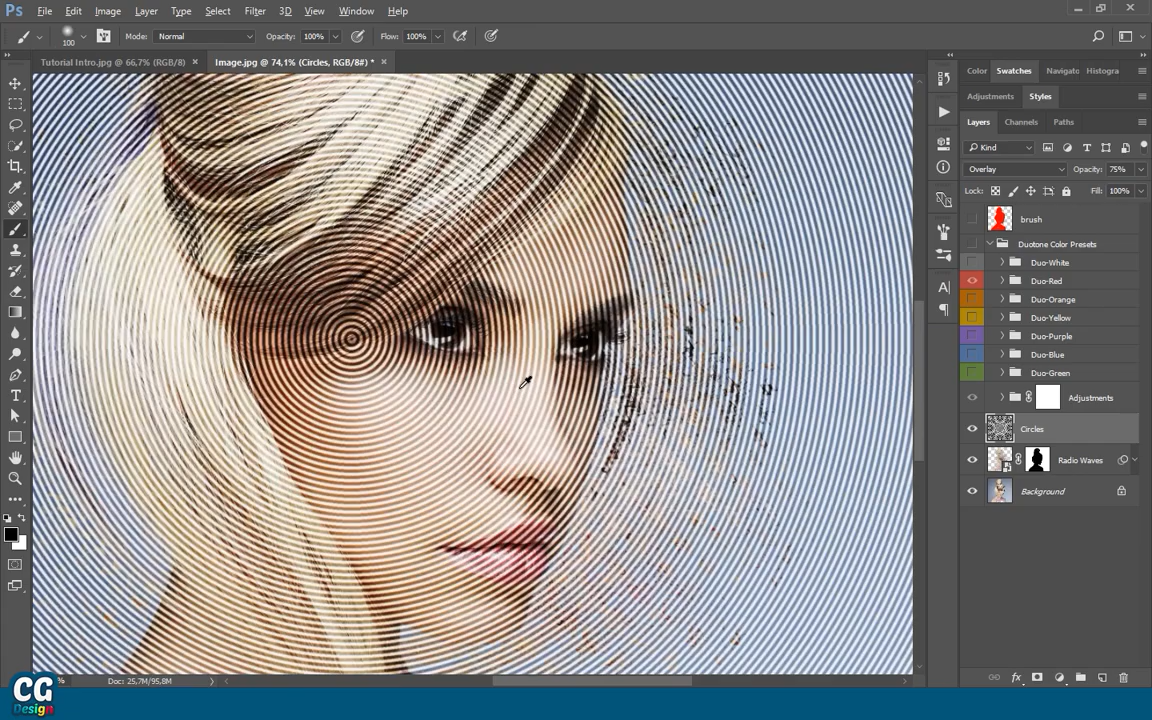 Ps File Edit Image Layer Type Select Filter 3D View Window Help
100 Mode: Normal Opacity: 100% Flow: 100%
Tutorial Intro.jpg @ 66,7% (RGB/8) × Image.jpg @ 74,1% (Circles, RGB/8#) * ×
Color Swatches Navigato Histogra
Adjustments Styles
Layers Channels Paths
Kind
Overlay Opacity: 75%
Lock: Fill: 100%
brush
Duotone Color Presets
Duo-White
Duo-Red
Duo-Orange
Duo-Yellow
Duo-Purple
Duo-Blue
Duo-Green
Adjustments
Circles
Radio Waves
Background
% Doc: 25,7M/95,8M
CG
Design